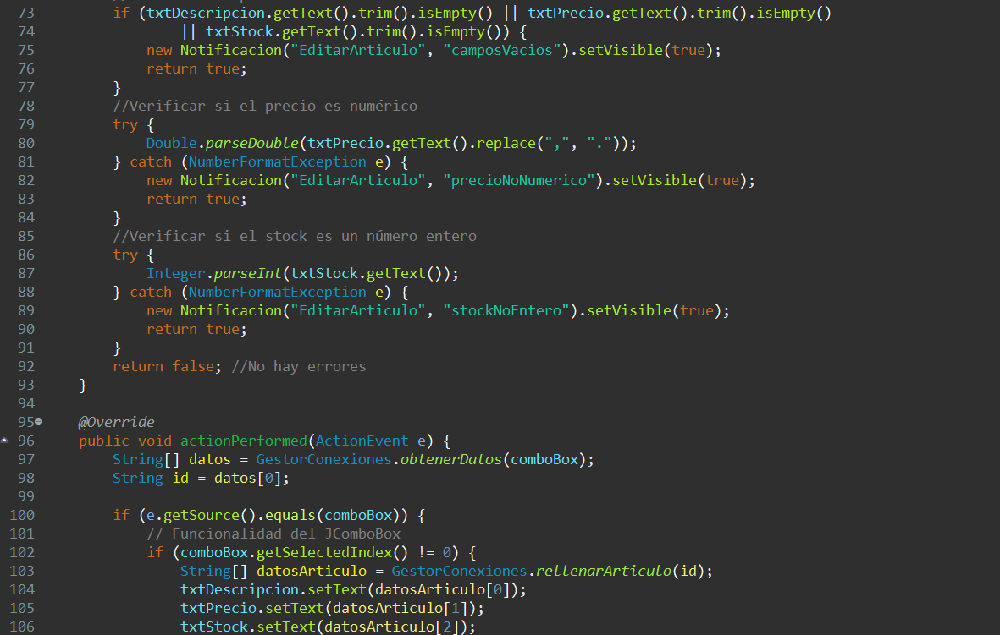 73 if (txtDescripcion.getText().trim().isEmpty() || txtPrecio.getText().trim().isEmpty()
74 || txtStock.getText().trim().isEmpty()) {
75 new Notificacion("EditarArticulo", "camposVacios").setVisible(true);
76 return true;
77 }
78 //Verificar si el precio es numérico
79 try {
80 Double.parseDouble(txtPrecio.getText().replace(",", "."));
81 } catch (NumberFormatException e) {
82 new Notificacion("EditarArticulo", "precioNoNumerico").setVisible(true);
83 return true;
84 }
85 //Verificar si el stock es un número entero
86 try {
87 Integer.parseInt(txtStock.getText());
88 } catch (NumberFormatException e) {
89 new Notificacion("EditarArticulo", "stockNoEntero").setVisible(true);
90 return true;
91 }
92 return false; //No hay errores
93 }
94
95 @Override
96 public void actionPerformed(ActionEvent e) {
97 String[] datos = GestorConexiones.obtenerDatos(comboBox);
98 String id = datos[0];
99
100 if (e.getSource().equals(comboBox)) {
101 // Funcionalidad del JComboBox
102 if (comboBox.getSelectedIndex() != 0) {
103 String[] datosArticulo = GestorConexiones.rellenarArticulo(id);
104 txtDescripcion.setText(datosArticulo[0]);
105 txtPrecio.setText(datosArticulo[1]);
106 txtStock.setText(datosArticulo[2]);